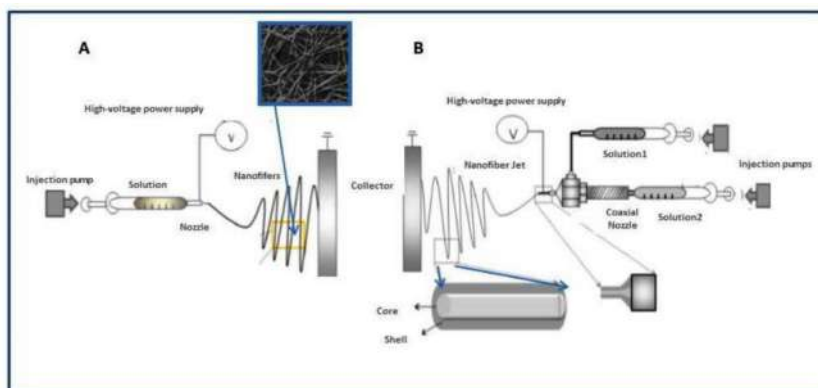 A
B
High-voltage power supply
V
Injection pump
Solution
Nozzle
Nanofifers
Collector
High-voltage power supply
V
Nanofiber Jet
Solution1
Injection pumps
Coaxial
Nozzle
Solution2
Core
Shell